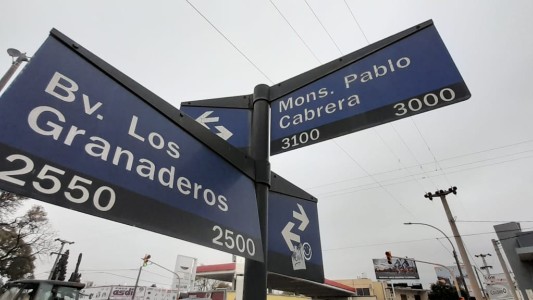 Bv. Los
Granaderos
2550
2500
Mons. Pablo
Cabrera
3100
3000